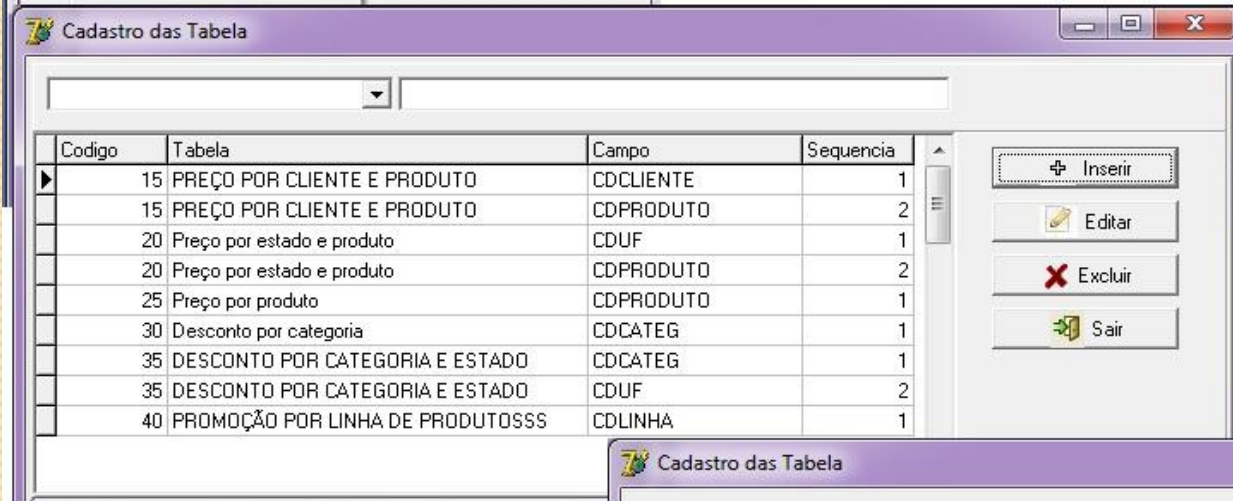 Cadastro das Tabela
Codigo Tabela Campo Sequencia
15 PREÇO POR CLIENTE E PRODUTO CDCLIENTE 1
15 PREÇO POR CLIENTE E PRODUTO CDPRODUTO 2
20 Preço por estado e produto CDUF 1
20 Preço por estado e produto CDPRODUTO 2
25 Preço por produto CDPRODUTO 1
30 Desconto por categoria CDCATEG 1
35 DESCONTO POR CATEGORIA E ESTADO CDCATEG 1
35 DESCONTO POR CATEGORIA E ESTADO CDUF 2
40 PROMOÇÃO POR LINHA DE PRODUTOSSS CDLINHA 1
Inserir
Editar
Excluir
Sair
Cadastro das Tabela